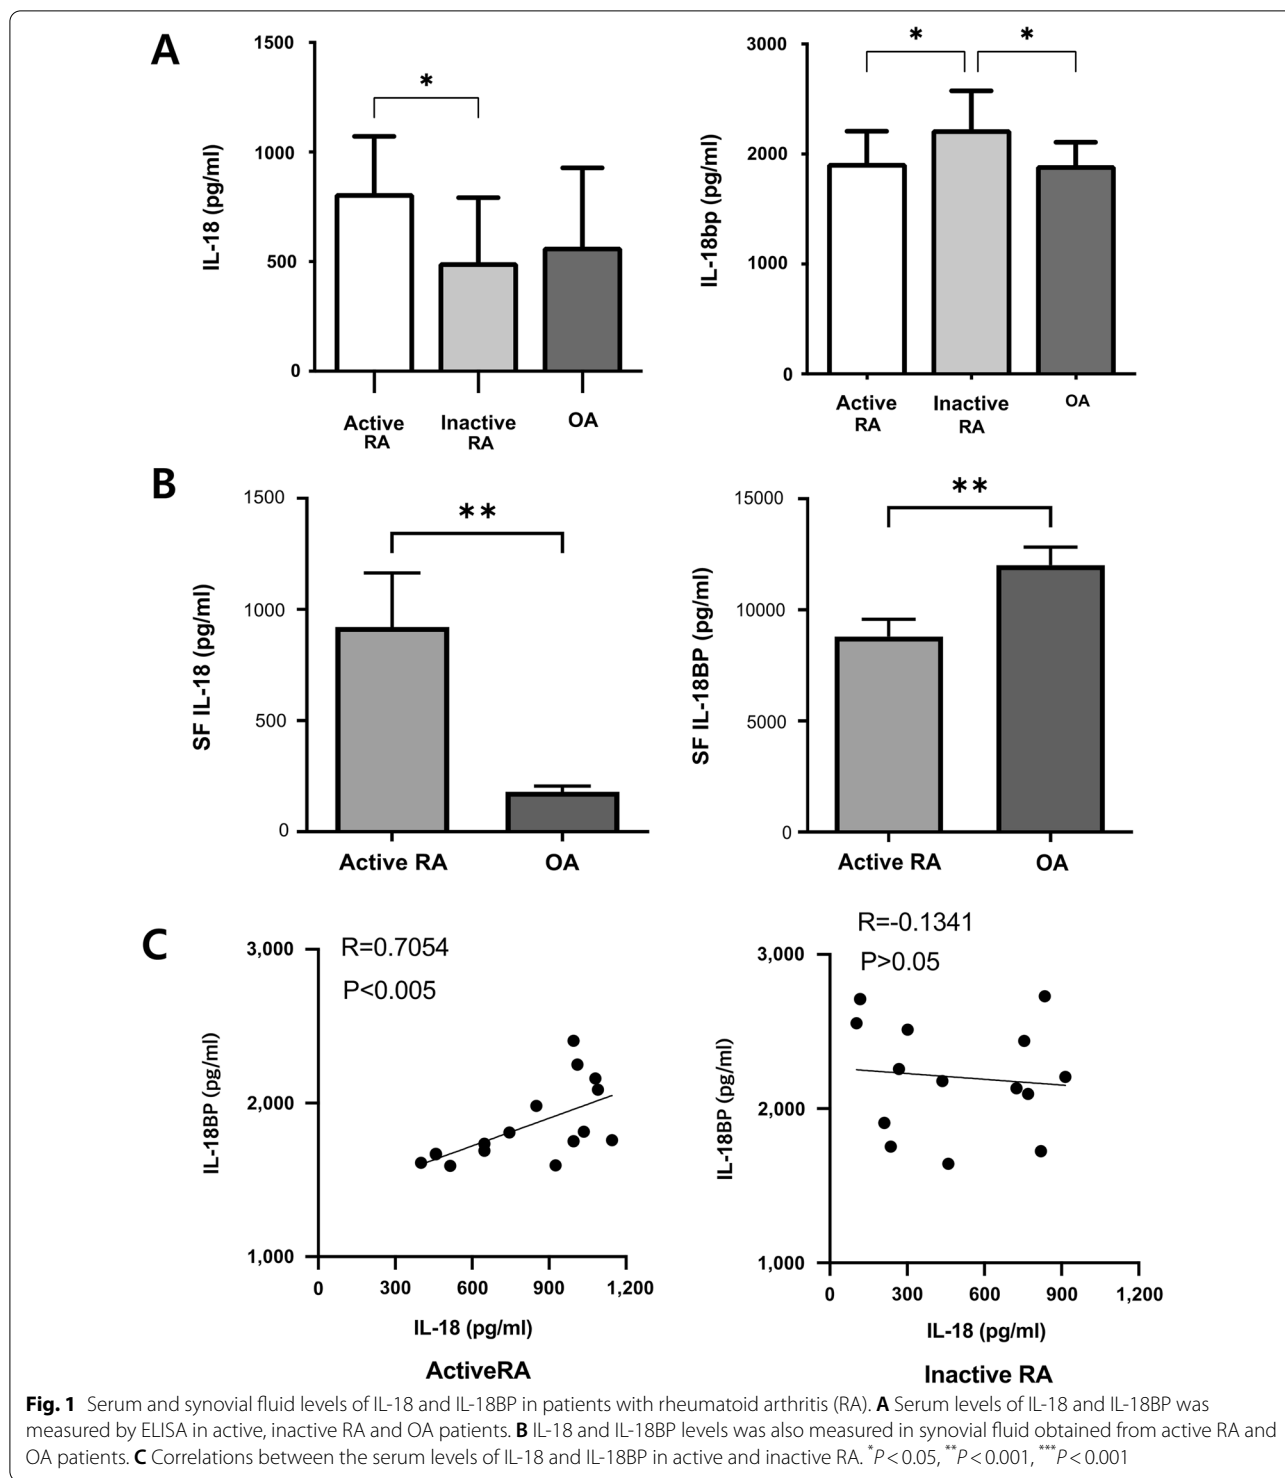 A
1500
1000
500
0
IL-18 (pg/ml)
*
Active RA
Inactive RA
OA
3000
2000
1000
0
IL-18bp (pg/ml)
* *
Active RA
Inactive RA
OA
B
1500
1000
500
0
SF IL-18 (pg/ml)
**
Active RA
OA
15000
10000
5000
0
SF IL-18BP (pg/ml)
**
Active RA
OA
C
R=0.7054
P<0.005
3,000
2,000
1,000
IL-18BP (pg/ml)
0 300 600 900 1,200
IL-18 (pg/ml)
ActiveRA
R=-0.1341
P>0.05
3,000
2,000
1,000
IL-18BP (pg/ml)
0 300 600 900 1,200
IL-18 (pg/ml)
Inactive RA
Fig. 1 Serum and synovial fluid levels of IL-18 and IL-18BP in patients with rheumatoid arthritis (RA). A Serum levels of IL-18 and IL-18BP was
measured by ELISA in active, inactive RA and OA patients. B IL-18 and IL-18BP levels was also measured in synovial fluid obtained from active RA and
OA patients. C Correlations between the serum levels of IL-18 and IL-18BP in active and inactive RA. *P < 0.05, **P < 0.001, ***P < 0.001